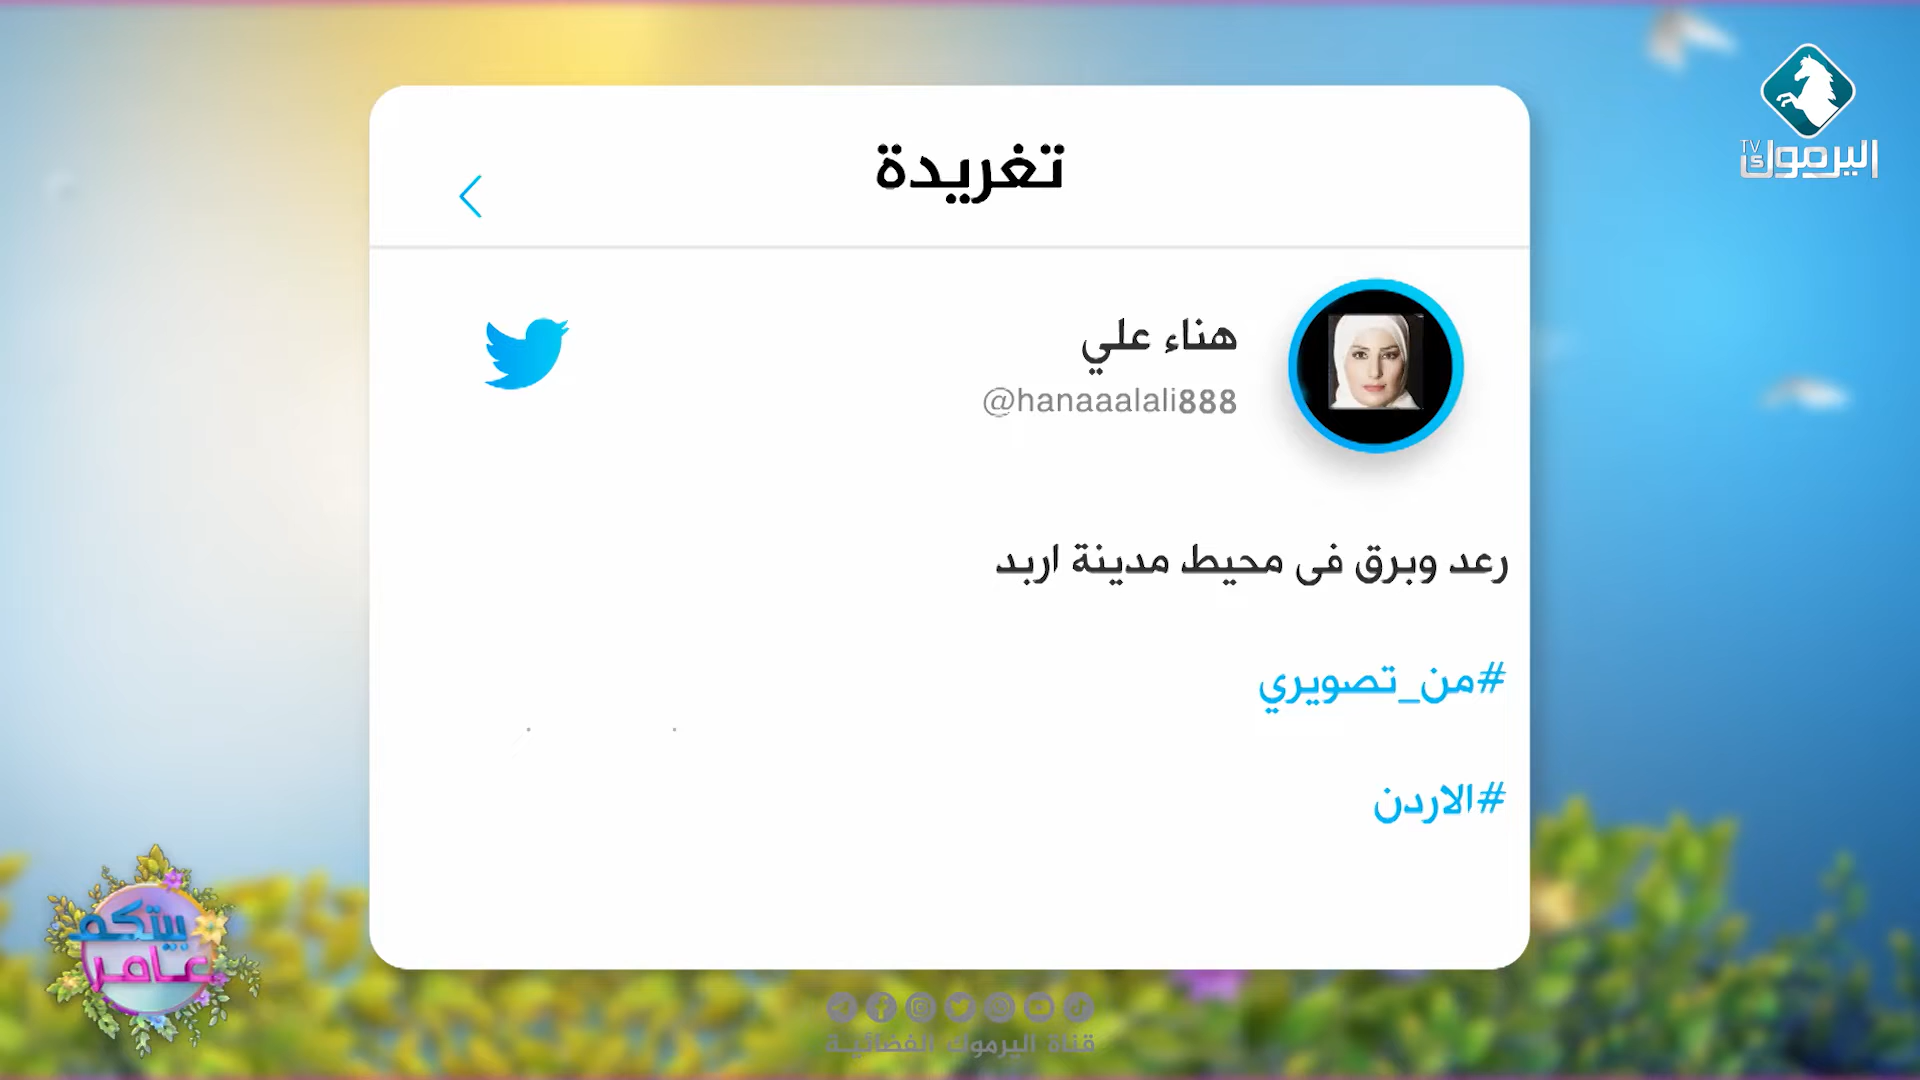 تغريدة
اليرموك
TV
هناء علي
@hanaaalali888
رعد وبرق فى محيط مدينة اربد
#من_تصويري
#الاردن
بيتكم
عامر
قناة اليرموك الفضائية